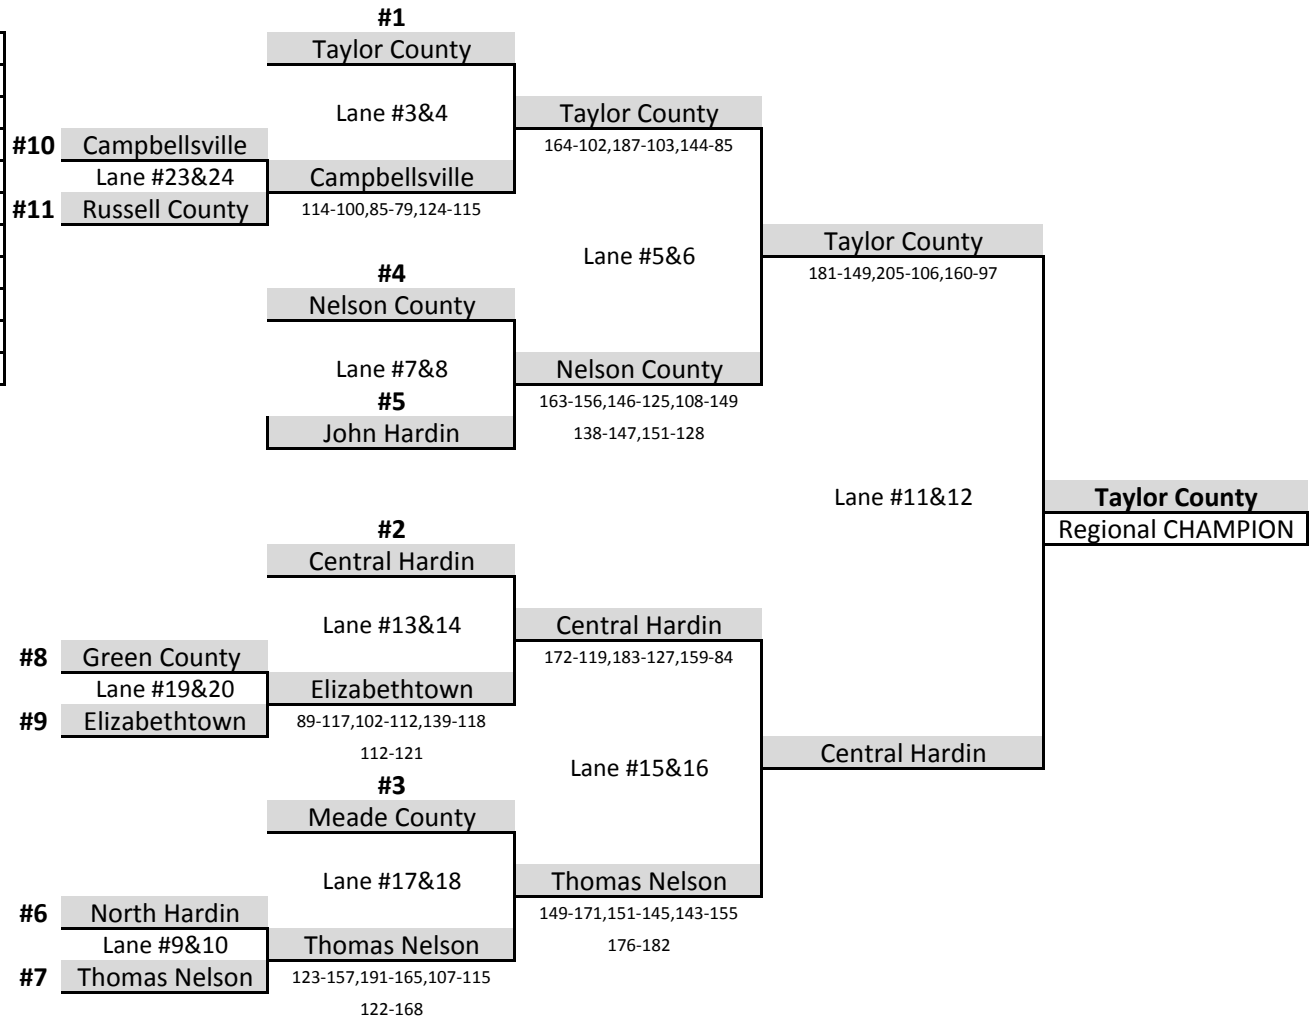 #1
Taylor County
Lane #3&4
Taylor County
#10 Campbellsville
164-102,187-103,144-85
Lane #23&24
Campbellsville
#11 Russell County
114-100,85-79,124-115
Taylor County
Lane #5&6
#4
181-149,205-106,160-97
Nelson County
Lane #7&8
Nelson County
#5
163-156,146-125,108-149
John Hardin
138-147,151-128
Lane #11&12
Taylor County
#2
Regional CHAMPION
Central Hardin
Lane #13&14
Central Hardin
#8 Green County
172-119,183-127,159-84
Lane #19&20
Elizabethtown
#9 Elizabethtown
89-117,102-112,139-118
112-121
Central Hardin
Lane #15&16
#3
Meade County
Lane #17&18
Thomas Nelson
#6 North Hardin
149-171,151-145,143-155
Lane #9&10
Thomas Nelson
176-182
#7 Thomas Nelson
123-157,191-165,107-115
122-168